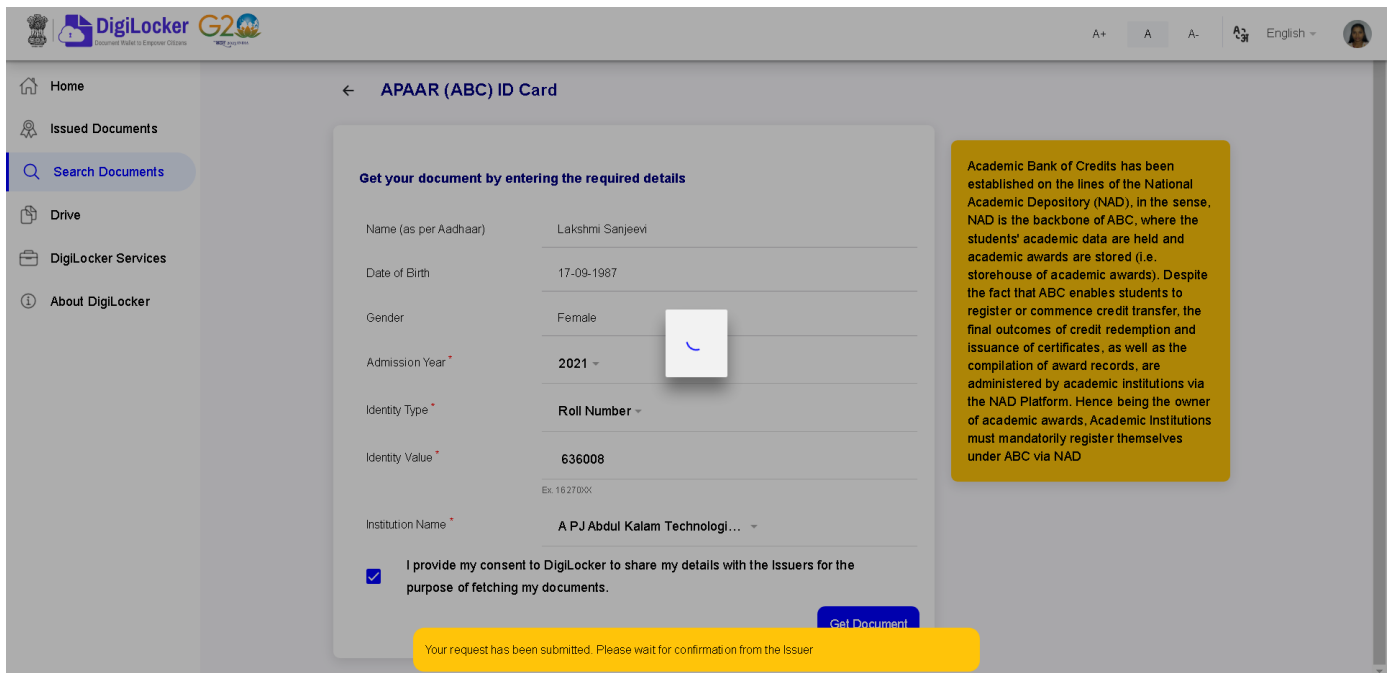 DigiLocker
Document Wallet to Empower Citizens
G20
A+ A A- English
Home
Issued Documents
Search Documents
Drive
DigiLocker Services
About DigiLocker
APAAR (ABC) ID Card
Get your document by entering the required details
Name (as per Aadhaar) Lakshmi Sanjeevi
Date of Birth 17-09-1987
Gender Female
Admission Year * 2021
Identity Type * Roll Number
Identity Value * 636008
Ex. 16270XX
Institution Name * A P J Abdul Kalam Technologi...
I provide my consent to DigiLocker to share my details with the Issuers for the
purpose of fetching my documents.
Get Document
Your request has been submitted. Please wait for confirmation from the Issuer
Academic Bank of Credits has been
established on the lines of the National
Academic Depository (NAD), in the sense,
NAD is the backbone of ABC, where the
students' academic data are held and
academic awards are stored (i.e.
storehouse of academic awards). Despite
the fact that ABC enables students to
register or commence credit transfer, the
final outcomes of credit redemption and
issuance of certificates, as well as the
compilation of award records, are
administered by academic institutions via
the NAD Platform. Hence being the owner
of academic awards, Academic Institutions
must mandatorily register themselves
under ABC via NAD